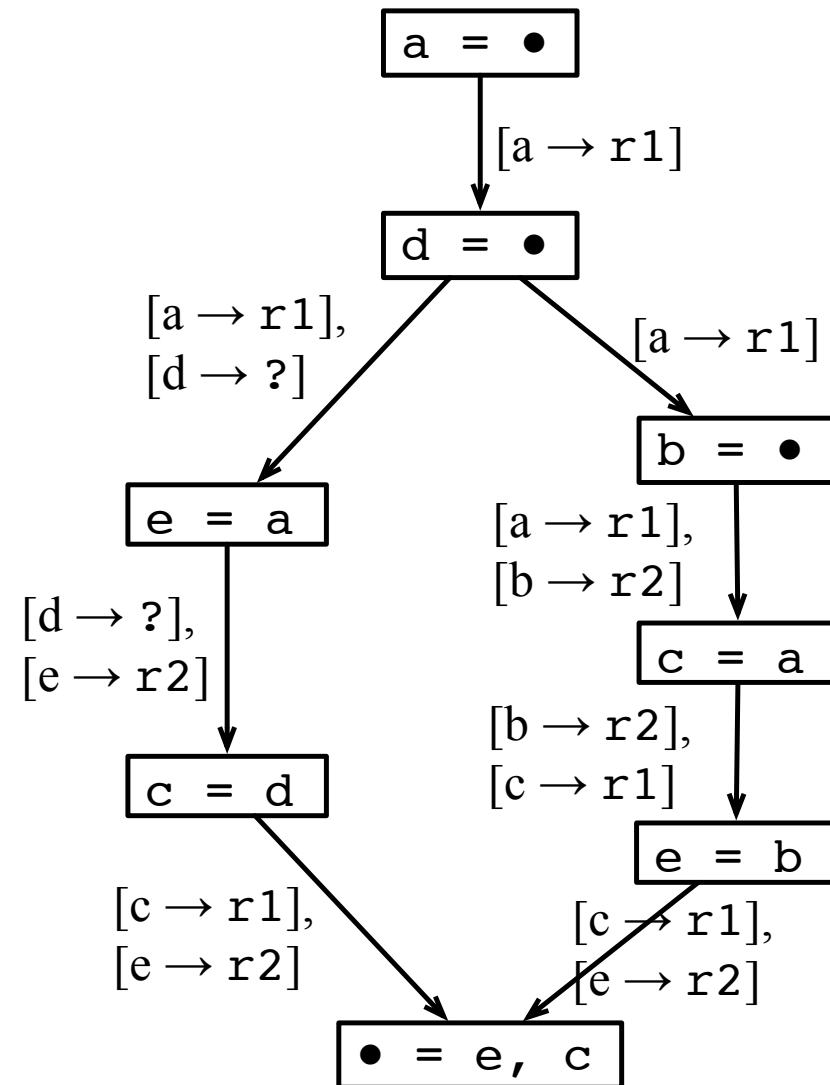 a = •
[a → r1]
d = •
[a → r1],
[d → ?]
[a → r1]
b = •
e = a
[a → r1],
[b → r2]
[d → ?],
[e → r2]
c = a
[b → r2],
[c → r1]
c = d
e = b
[c → r1],
[e → r2]
[c → r1],
[e → r2]
• = e, c